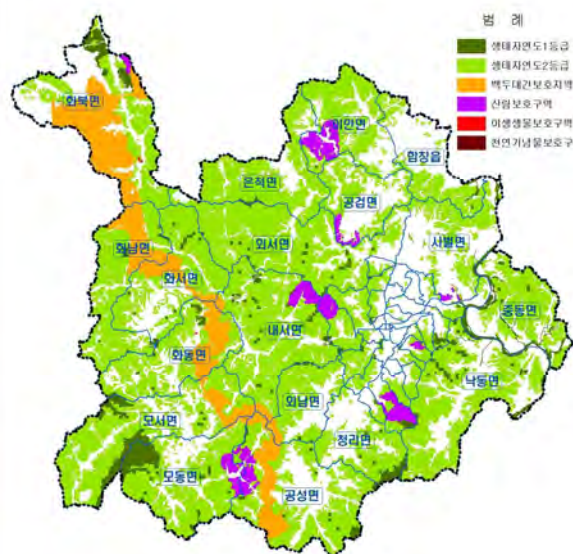 범 례
생태자연도1등급
생태자연도2등급
백두대간보호지역
산림보호구역
야생생물보호구역
천연기념물보호구
화북면
이안면
함창읍
은척면
공검면
외서면
사벌면
화남면
화서면
중동면
내서면
화동면
낙동면
외남면
모서면
청리면
모동면
공성면